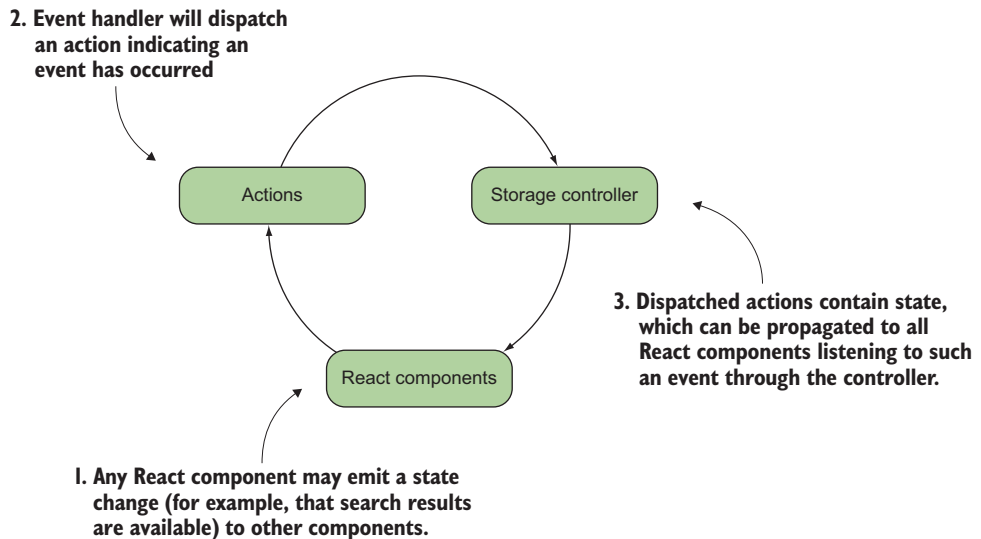 2. Event handler will dispatch
an action indicating an
event has occurred
Actions
Storage controller
3. Dispatched actions contain state,
which can be propagated to all
React components listening to such
an event through the controller.
React components
1. Any React component may emit a state
change (for example, that search results
are available) to other components.